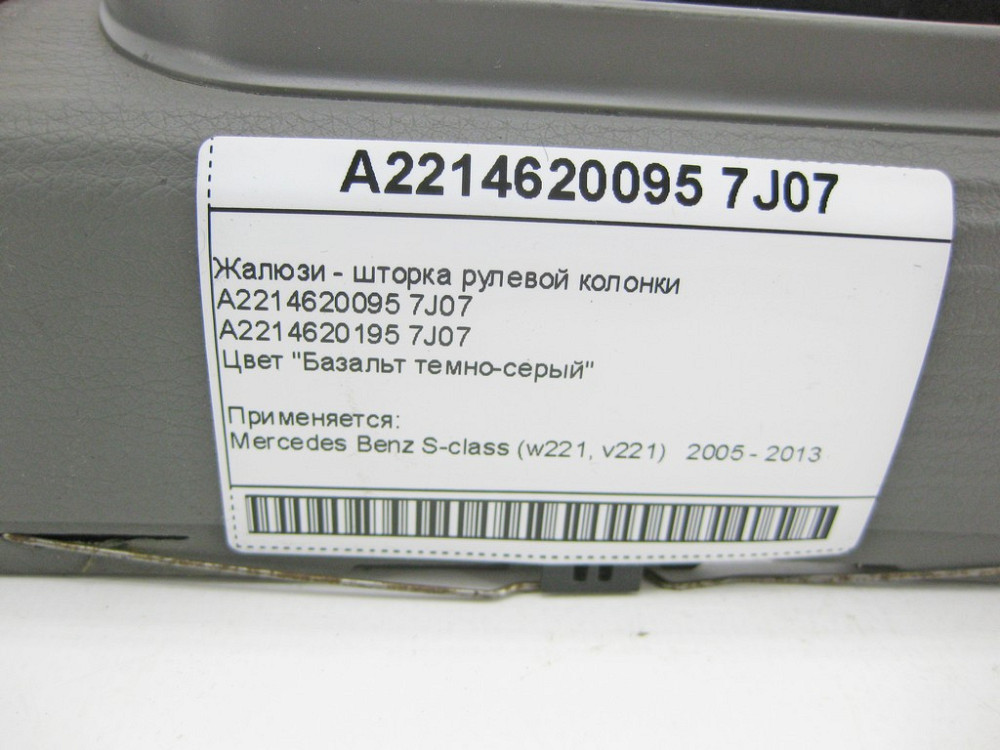 A2214620095 7J07
Жалюзи - шторка рулевой колонки
A2214620095 7J07
A2214620195 7J07
Цвет "Базальт темно-серый"
Применяется:
Mercedes Benz S-class (w221, v221) 2005 - 2013